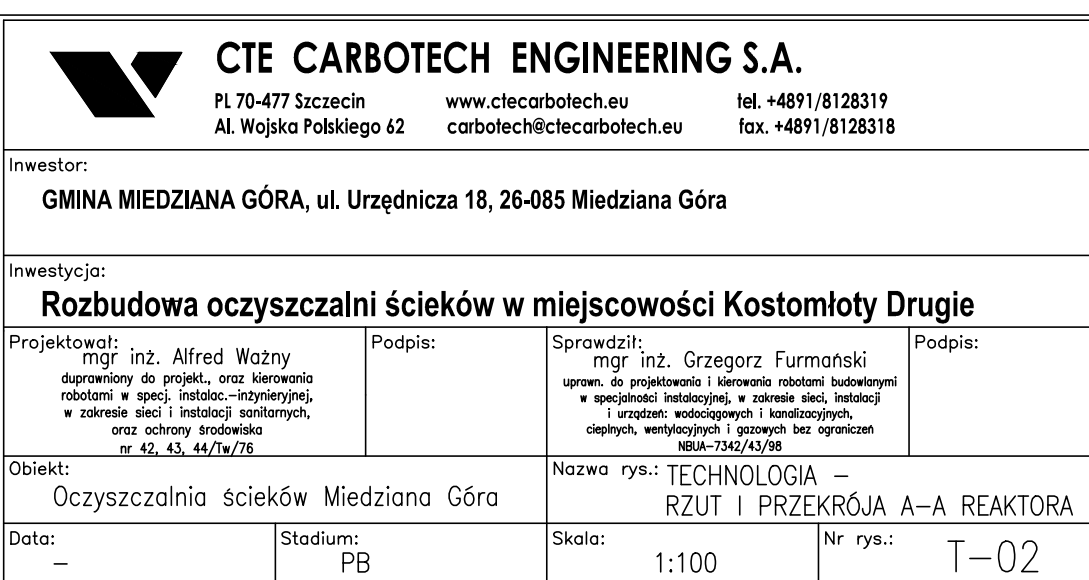 CTE CARBOTECH ENGINEERING S.A.
PL 70-477 Szczecin www.ctecarbotech.eu tel. +4891/8128319
Al. Wojska Polskiego 62 carbotech@ctecarbotech.eu fax. +4891/8128318
Inwestor:
GMINA MIEDZIANA GÓRA, ul. Urzędnicza 18, 26-085 Miedziana Góra
Inwestycja:
Rozbudowa oczyszczalni ścieków w miejscowości Kostomłoty Drugie
Projektował:
mgr inż. Alfred Ważny
duprawniony do projekt., oraz kierowania
robotami w specj. instalac.-inżynieryjnej,
w zakresie sieci i instalacji sanitarnych,
oraz ochrony środowiska
nr 42, 43, 44/Tw/76
Podpis:
Sprawdził:
mgr inż. Grzegorz Furmański
uprawn. do projektowania i kierowania robotami budowlanymi
w specjalności instalacyjnej, w zakresie sieci, instalacji
i urządzeń: wodociągowych i kanalizacyjnych,
cieplnych, wentylacyjnych i gazowych bez ograniczeń
NBUA-7342/43/98
Podpis:
Obiekt:
Oczyszczalnia ścieków Miedziana Góra
Nazwa rys.: TECHNOLOGIA -
RZUT I PRZEKRÓJA A-A REAKTORA
Data:
-
Stadium:
PB
Skala:
1:100
Nr rys.:
T-02